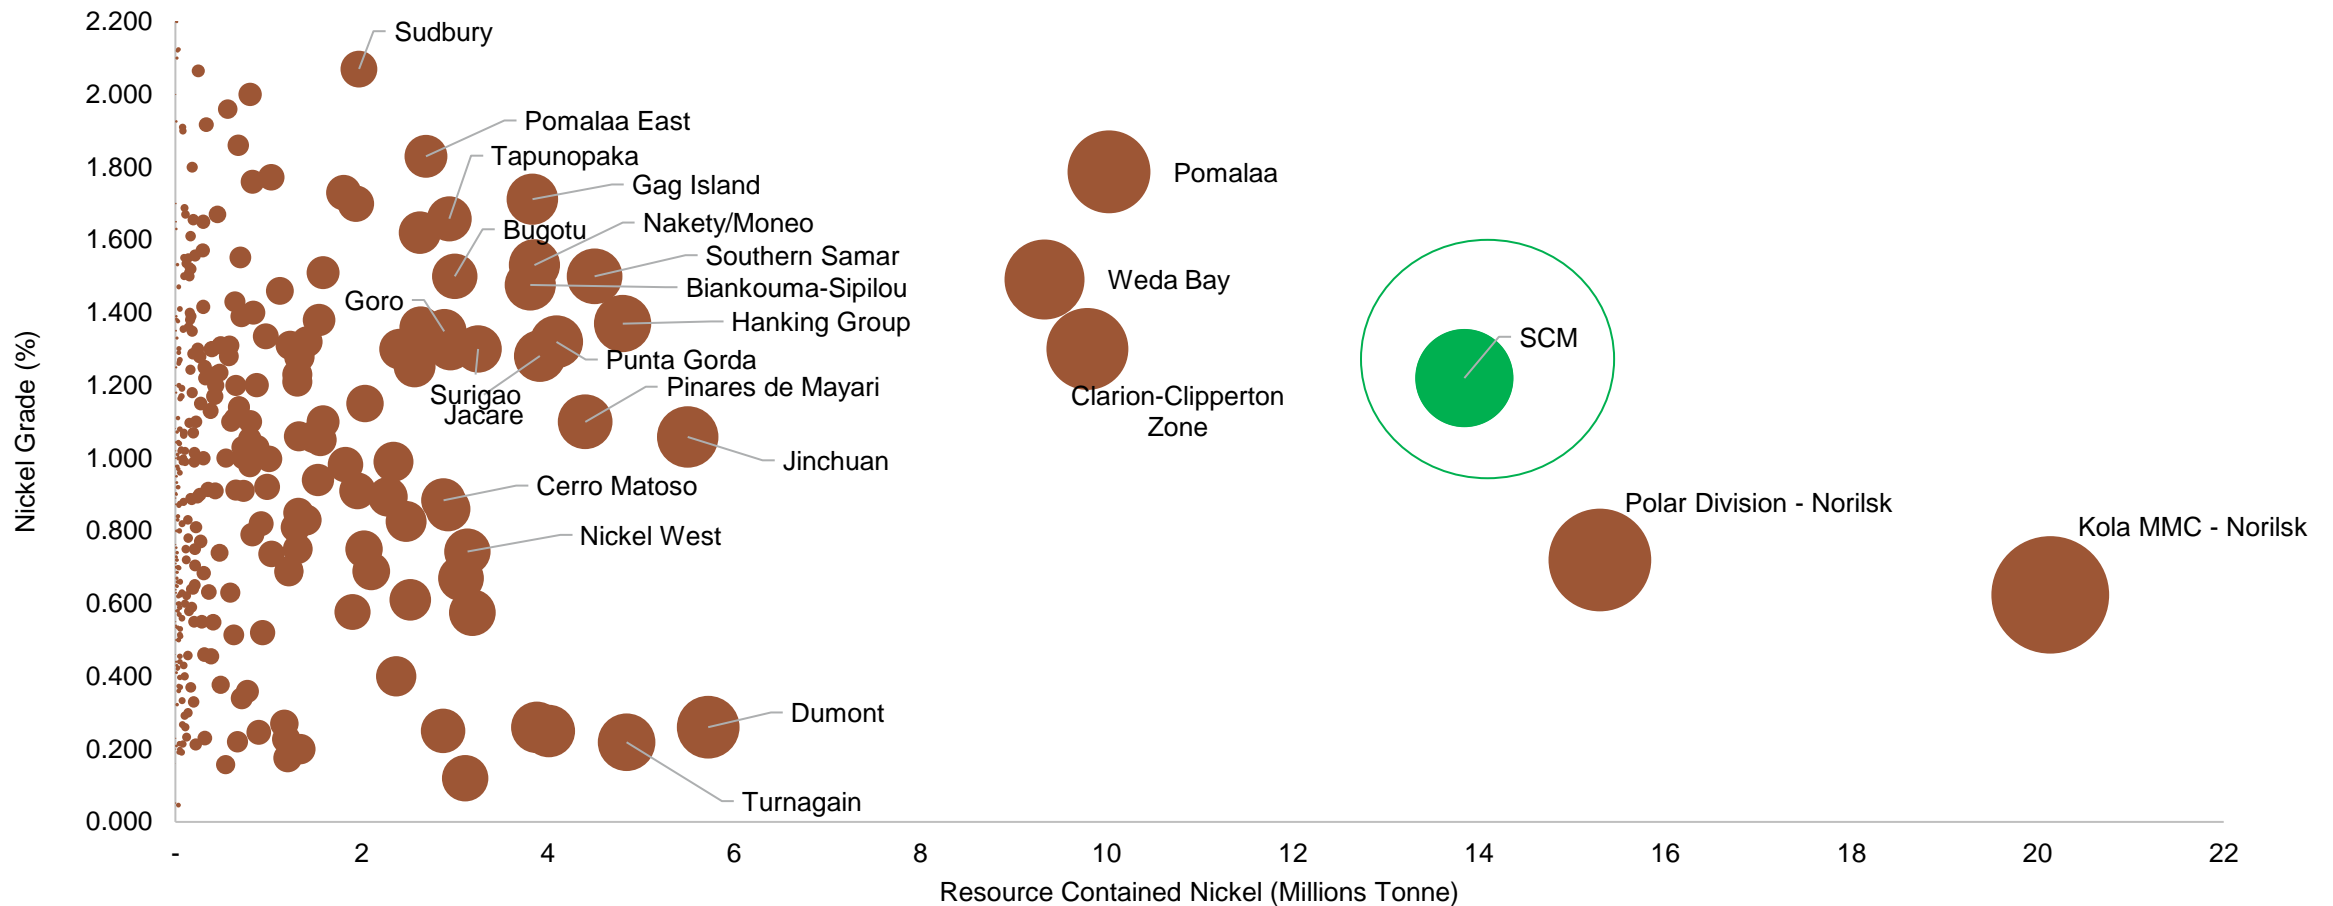 2.200
2.000
1.800
1.600
1.400
1.200
1.000
0.800
0.600
0.400
0.200
0.000
Nickel Grade (%)
Sudbury
Pomalaa East
Tapunopaka
Gag Island
Nakety/Moneo
Bugotu
Southern Samar
Biankouma-Sipilou
Goro
Hanking Group
Punta Gorda
Surigao
Jacare
Pinares de Mayari
Jinchuan
Cerro Matoso
Nickel West
Dumont
Turnagain
Pomalaa
Weda Bay
Clarion-Clipperton
Zone
SCM
Polar Division - Norilsk
Kola MMC - Norilsk
-
2
4
6
8
10
12
14
16
18
20
22
Resource Contained Nickel (Millions Tonne)